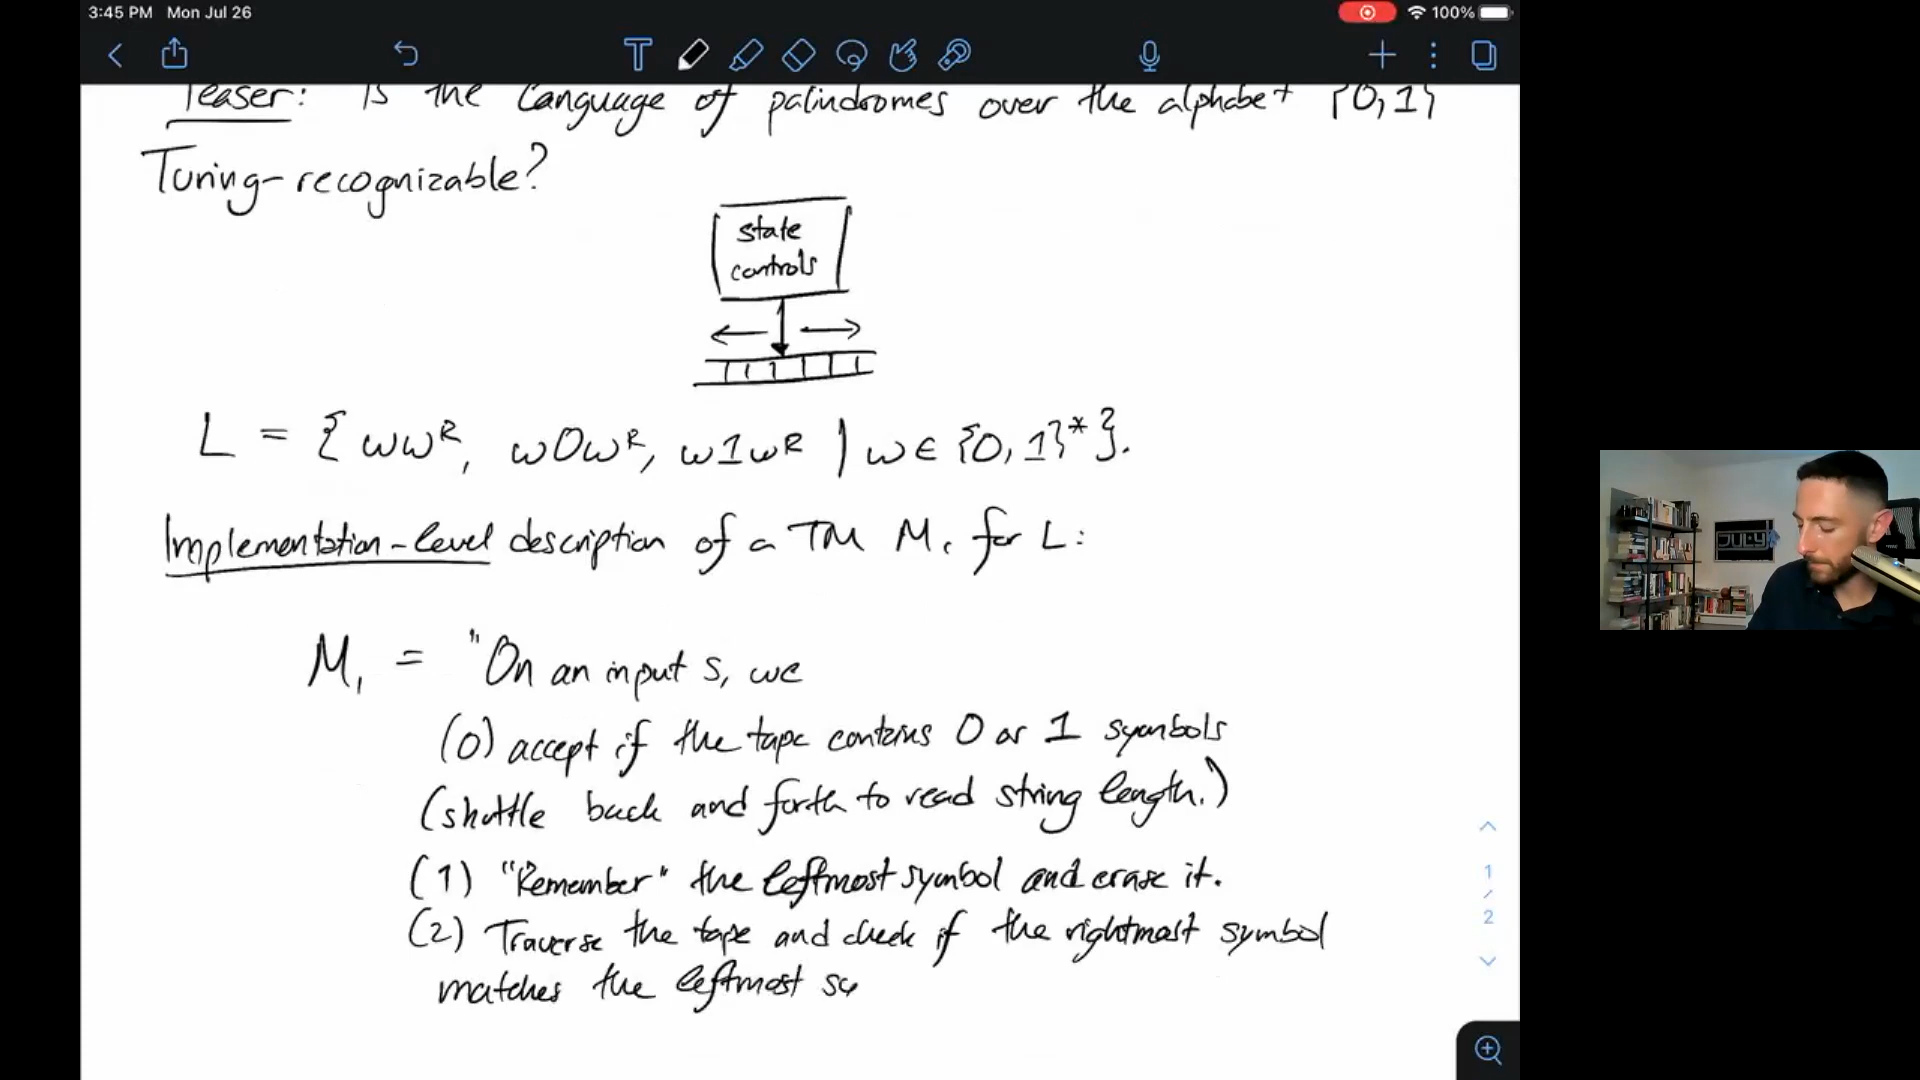 3:45 PM Mon Jul 26
100%
Teaser: Is the language of palindromes over the alphabet {0,1}
Turing-recognizable?
state
controls
L = { wwᴿ, w0wᴿ, w1wᴿ | w ∈ {0,1}* }.
Implementation-level description of a TM M₁ for L:
M₁ = "On an input s, we
(0) accept if the tape contains 0 or 1 symbols
(shuttle back and forth to read string length.)
(1) "Remember" the leftmost symbol and erase it.
(2) Traverse the tape and check if the rightmost symbol
matches the leftmost sy
1
/
2
JULY